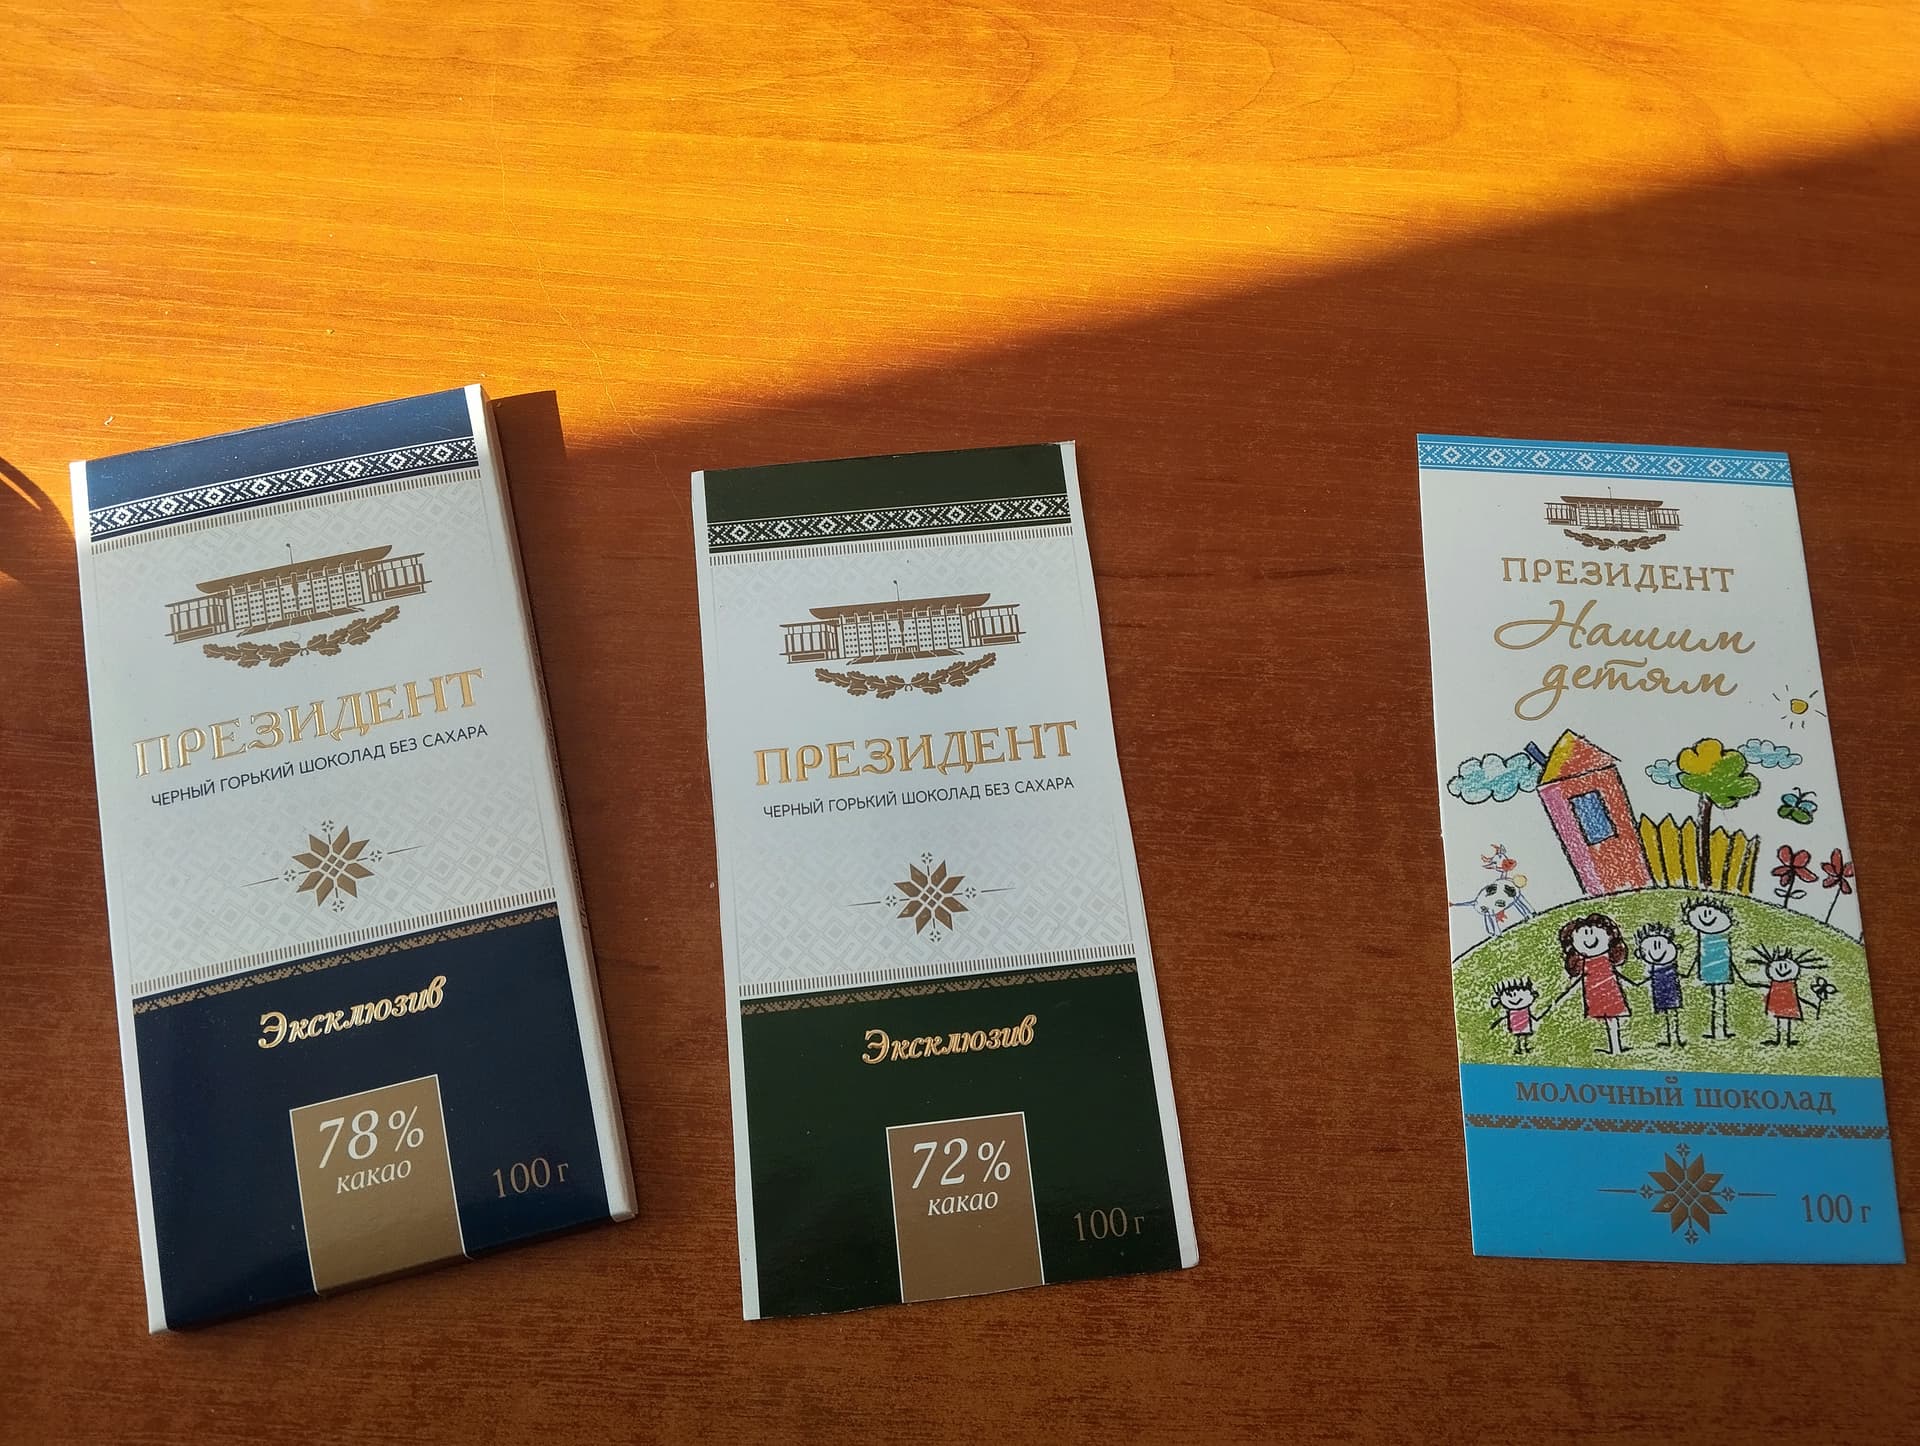 ПРЕЗИДЕНТ
ЧЕРНЫЙ ГОРЬКИЙ ШОКОЛАД БЕЗ САХАРА
Эксклюзив
78%
какао
100 г
ПРЕЗИДЕНТ
ЧЕРНЫЙ ГОРЬКИЙ ШОКОЛАД БЕЗ САХАРА
Эксклюзив
72%
какао
100 г
ПРЕЗИДЕНТ
Нашим
детям
МОЛОЧНЫЙ ШОКОЛАД
100 г